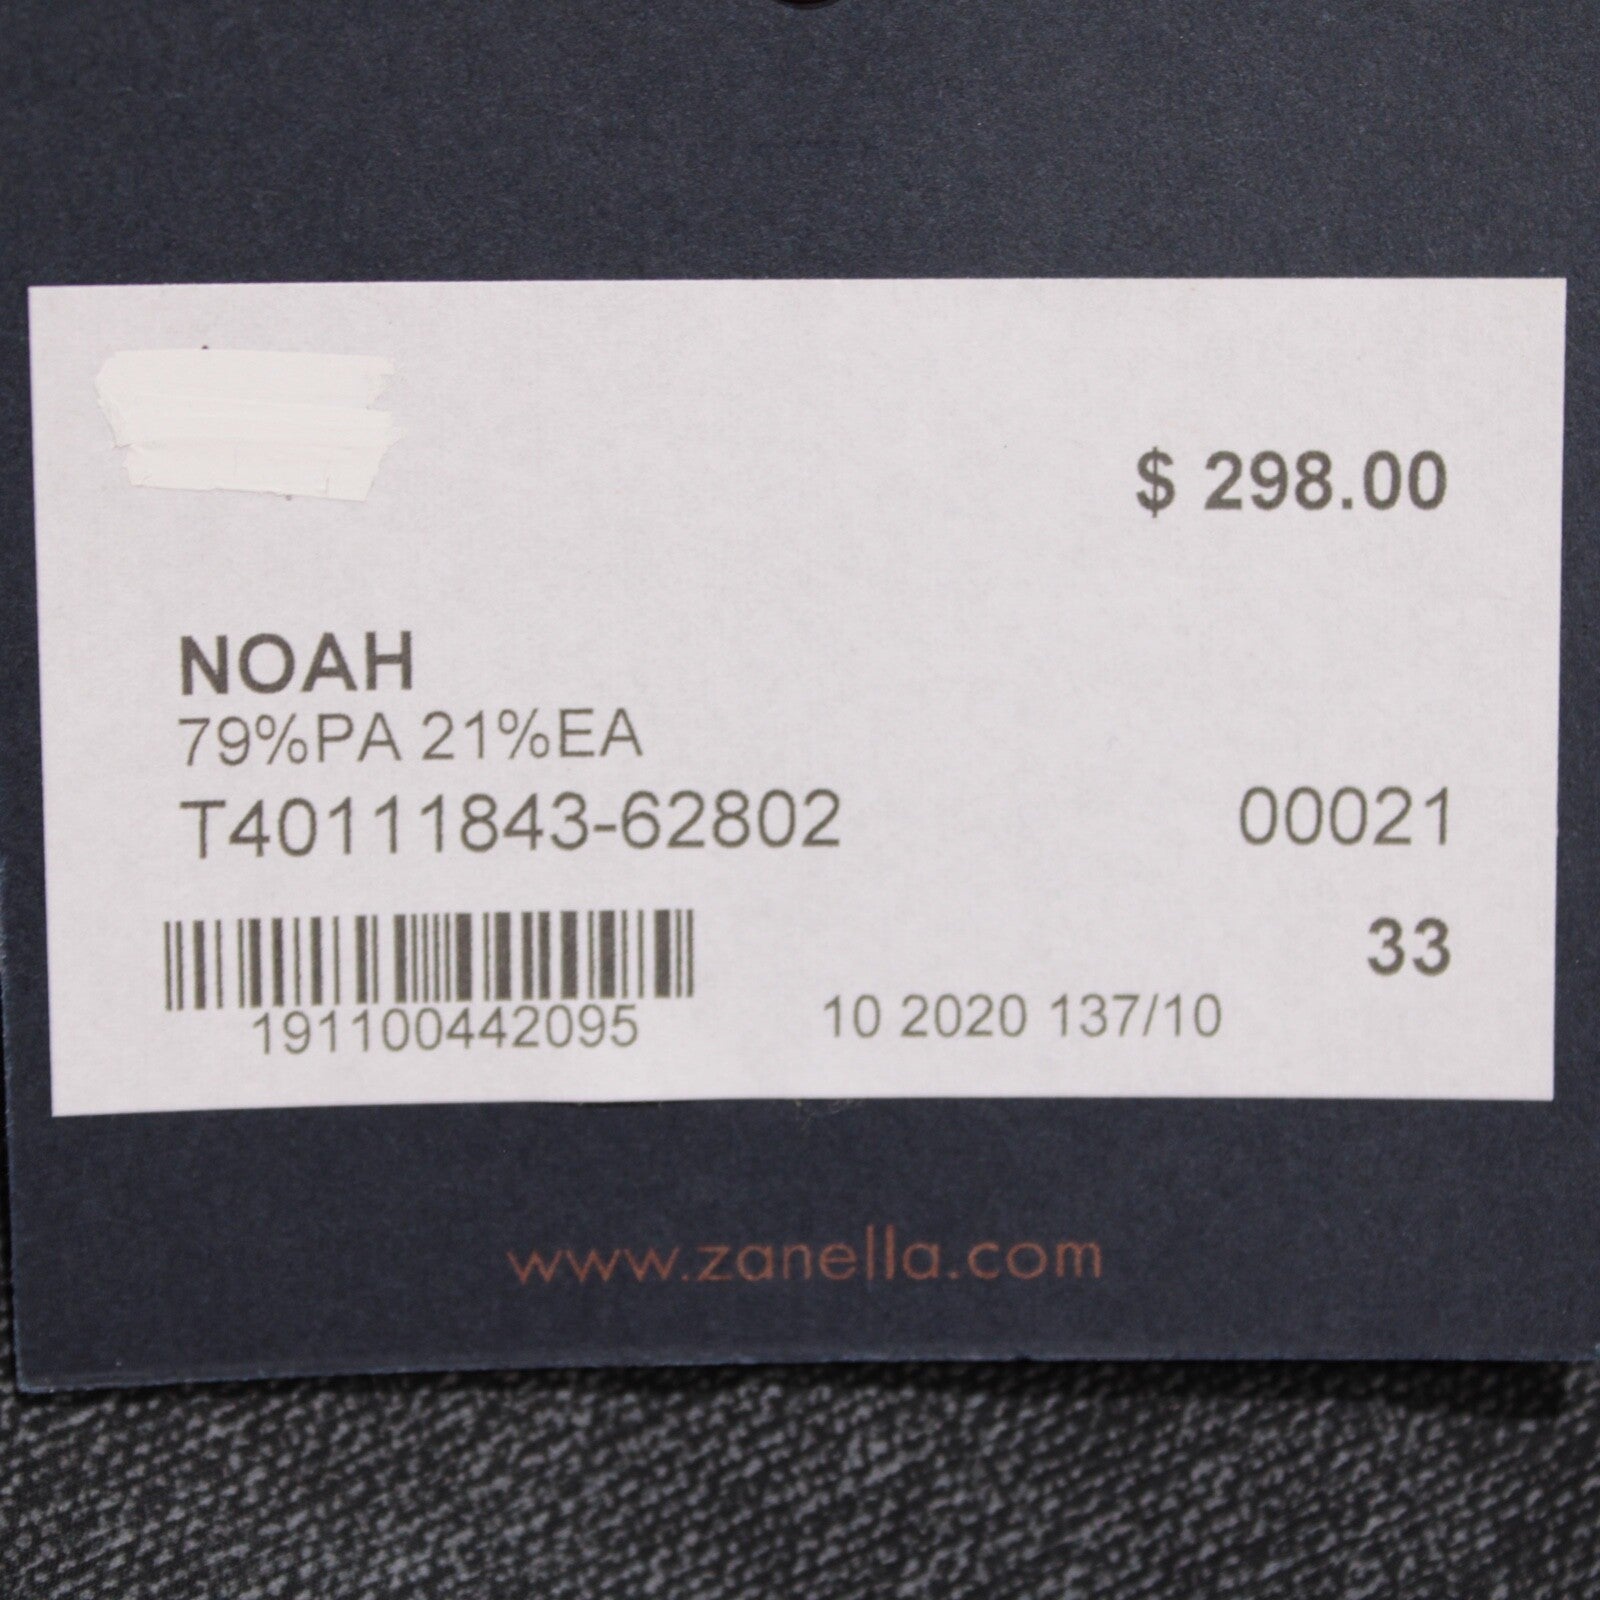 $ 298.00
NOAH
79%PA 21%EA
T40111843-62802 00021
33
191100442095 10 2020 137/10
www.zanella.com